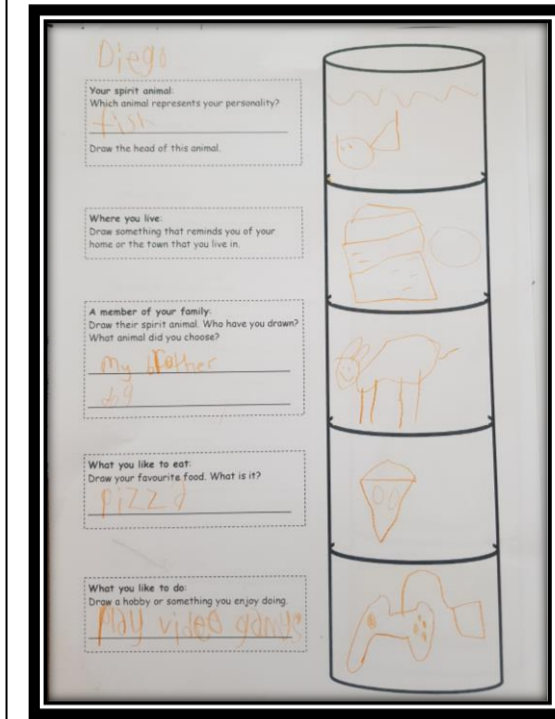 Diego
Your spirit animal:
Which animal represents your personality?
fish
Draw the head of this animal.
Where you live:
Draw something that reminds you of your
home or the town that you live in.
A member of your family:
Draw their spirit animal. Who have you drawn?
What animal did you choose?
my brother
dog
What you like to eat:
Draw your favourite food. What is it?
pizza
What you like to do:
Draw a hobby or something you enjoy doing.
Play video games